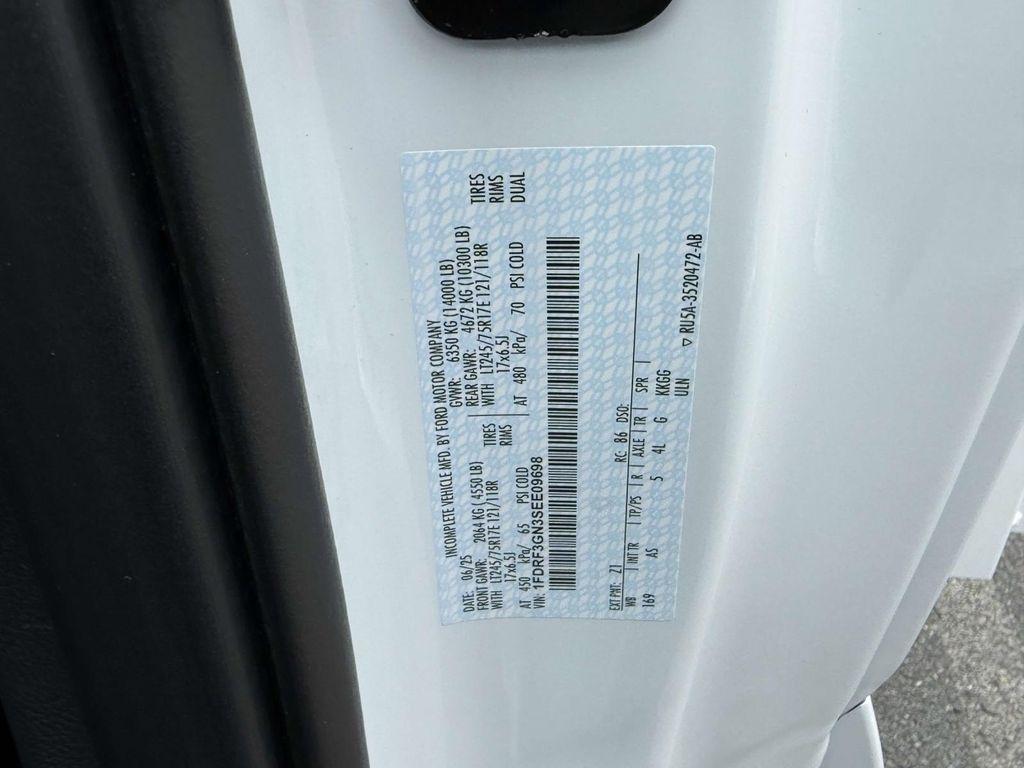 INCOMPLETE VEHICLE MFD. BY FORD MOTOR COMPANY
DATE: 06/25 GVWR: 6350 KG (14000 LB)
FRONT GAWR: 2064 KG ( 4550 LB) REAR GAWR: 4672 KG (10300 LB)
WITH LT245/75R17E 121/118R TIRES WITH LT245/75R17E 121/118R TIRES
17x6.5J RIMS 17x6.5J RIMS
AT 450 kPa/ 65 PSI COLD AT 480 kPa/ 70 PSI COLD DUAL
VIN: 1FDRF3GN3SEE09698
EXT PNT: Z1 RC: 86 DSO:
WB INT TR TP/PS R AXLE TR SPR
169 AS 5 4L G KKGG
ULN
▽ RU5A-3520472-AB